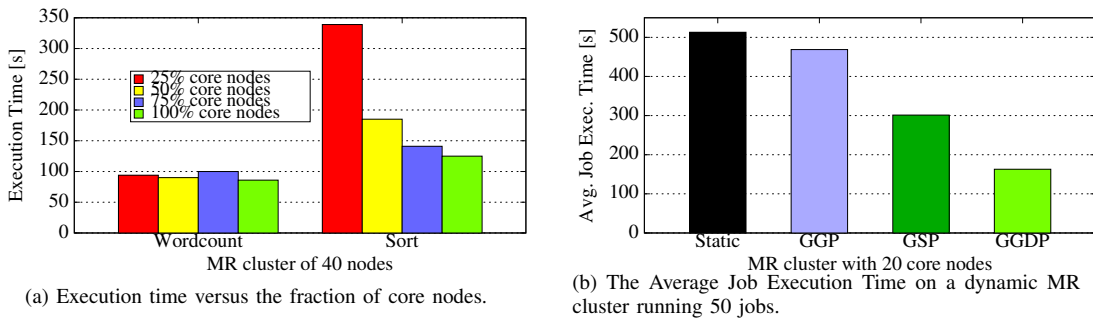 350
300
250
200
150
100
50
0
Execution Time [s]
25% core nodes
50% core nodes
75% core nodes
100% core nodes
Wordcount
Sort
MR cluster of 40 nodes
(a) Execution time versus the fraction of core nodes.
500
400
300
200
100
0
Avg. Job Exec. Time [s]
Static
GGP
GSP
GGDP
MR cluster with 20 core nodes
(b) The Average Job Execution Time on a dynamic MR
cluster running 50 jobs.